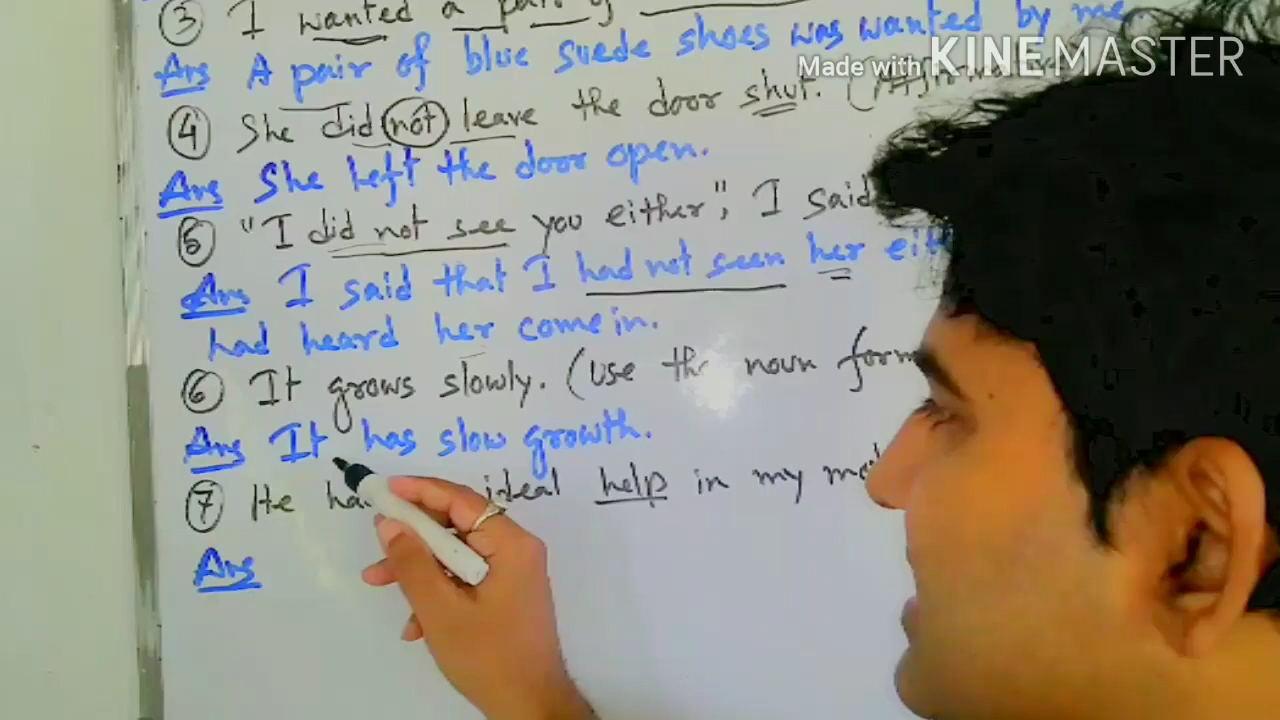 ③ I wanted a pair of
Ans A pair of blue suede shoes was wanted by me.
Made with KINEMASTER
④ She did not leave the door shut.
Ans She left the door open.
⑤ "I did not see you either", I said
Ans I said that I had not seen her
had heard her come in.
⑥ It grows slowly. (Use the noun form
Ans It has slow growth.
⑦ He ideal help in my
Ans